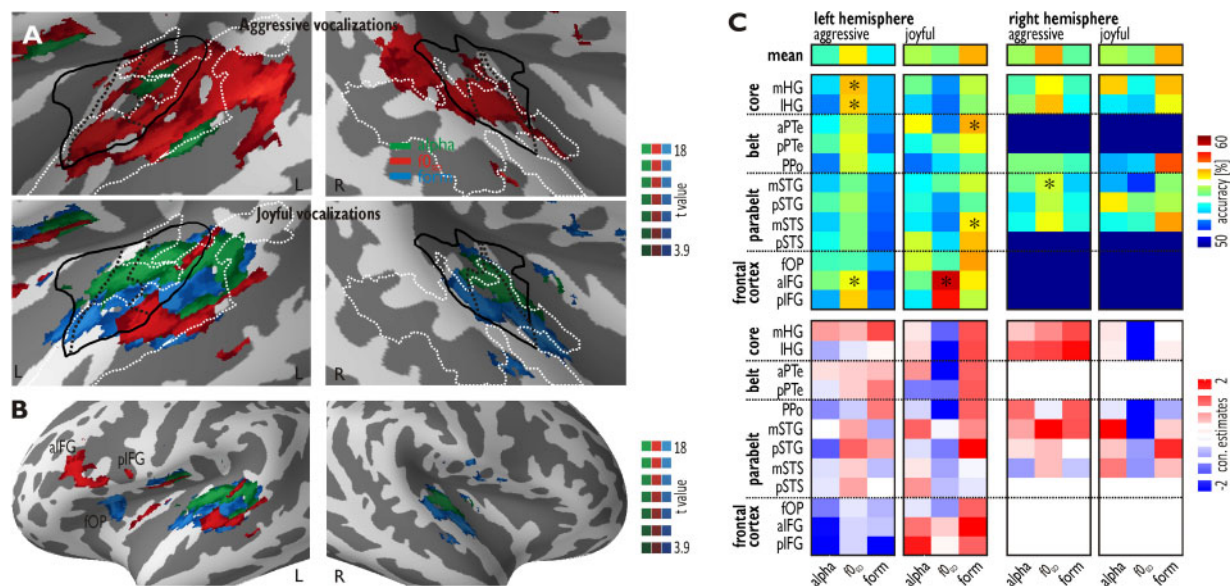 A
Aggressive vocalizations
L
R
alpha
f0
form
18
t value
3.9
Joyful vocalizations
L
L
R
18
t value
3.9
B
aIFG
pIFG
fOP
L
R
18
t value
3.9
C
left hemisphere
right hemisphere
aggressive
joyful
aggressive
joyful
mean
core
mHG
lHG
belt
aPTe
pPTe
PPo
parabelt
mSTG
pSTG
mSTS
pSTS
frontal cortex
fOP
aIFG
pIFG
60
accuracy [%]
50
core
mHG
lHG
belt
aPTe
pPTe
PPo
parabelt
mSTG
pSTG
mSTS
pSTS
frontal cortex
fOP
aIFG
pIFG
2
con. estimates
-2
alpha
form
alpha
form
alpha
form
alpha
form